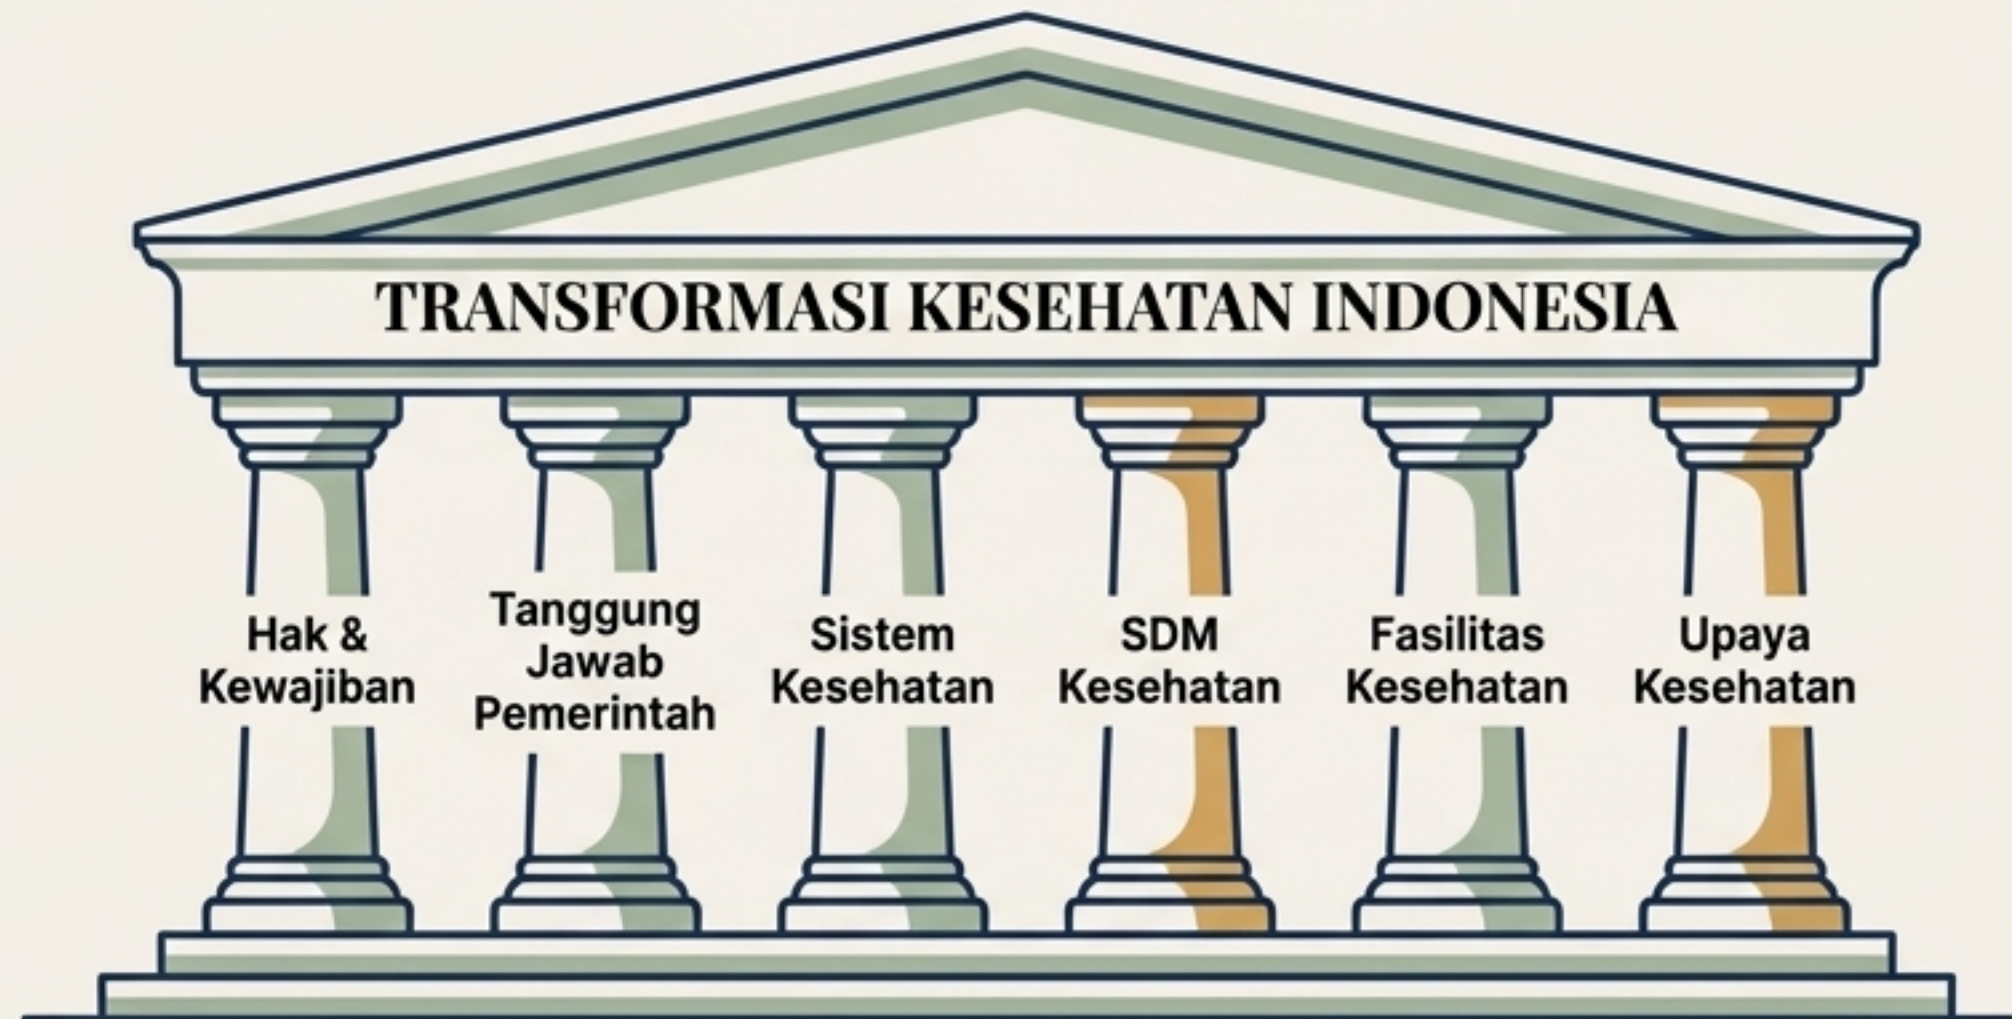 TRANSFORMASI KESEHATAN INDONESIA
Hak &
Kewajiban
Tanggung
Jawab
Pemerintah
Sistem
Kesehatan
SDM
Kesehatan
Fasilitas
Kesehatan
Upaya
Kesehatan